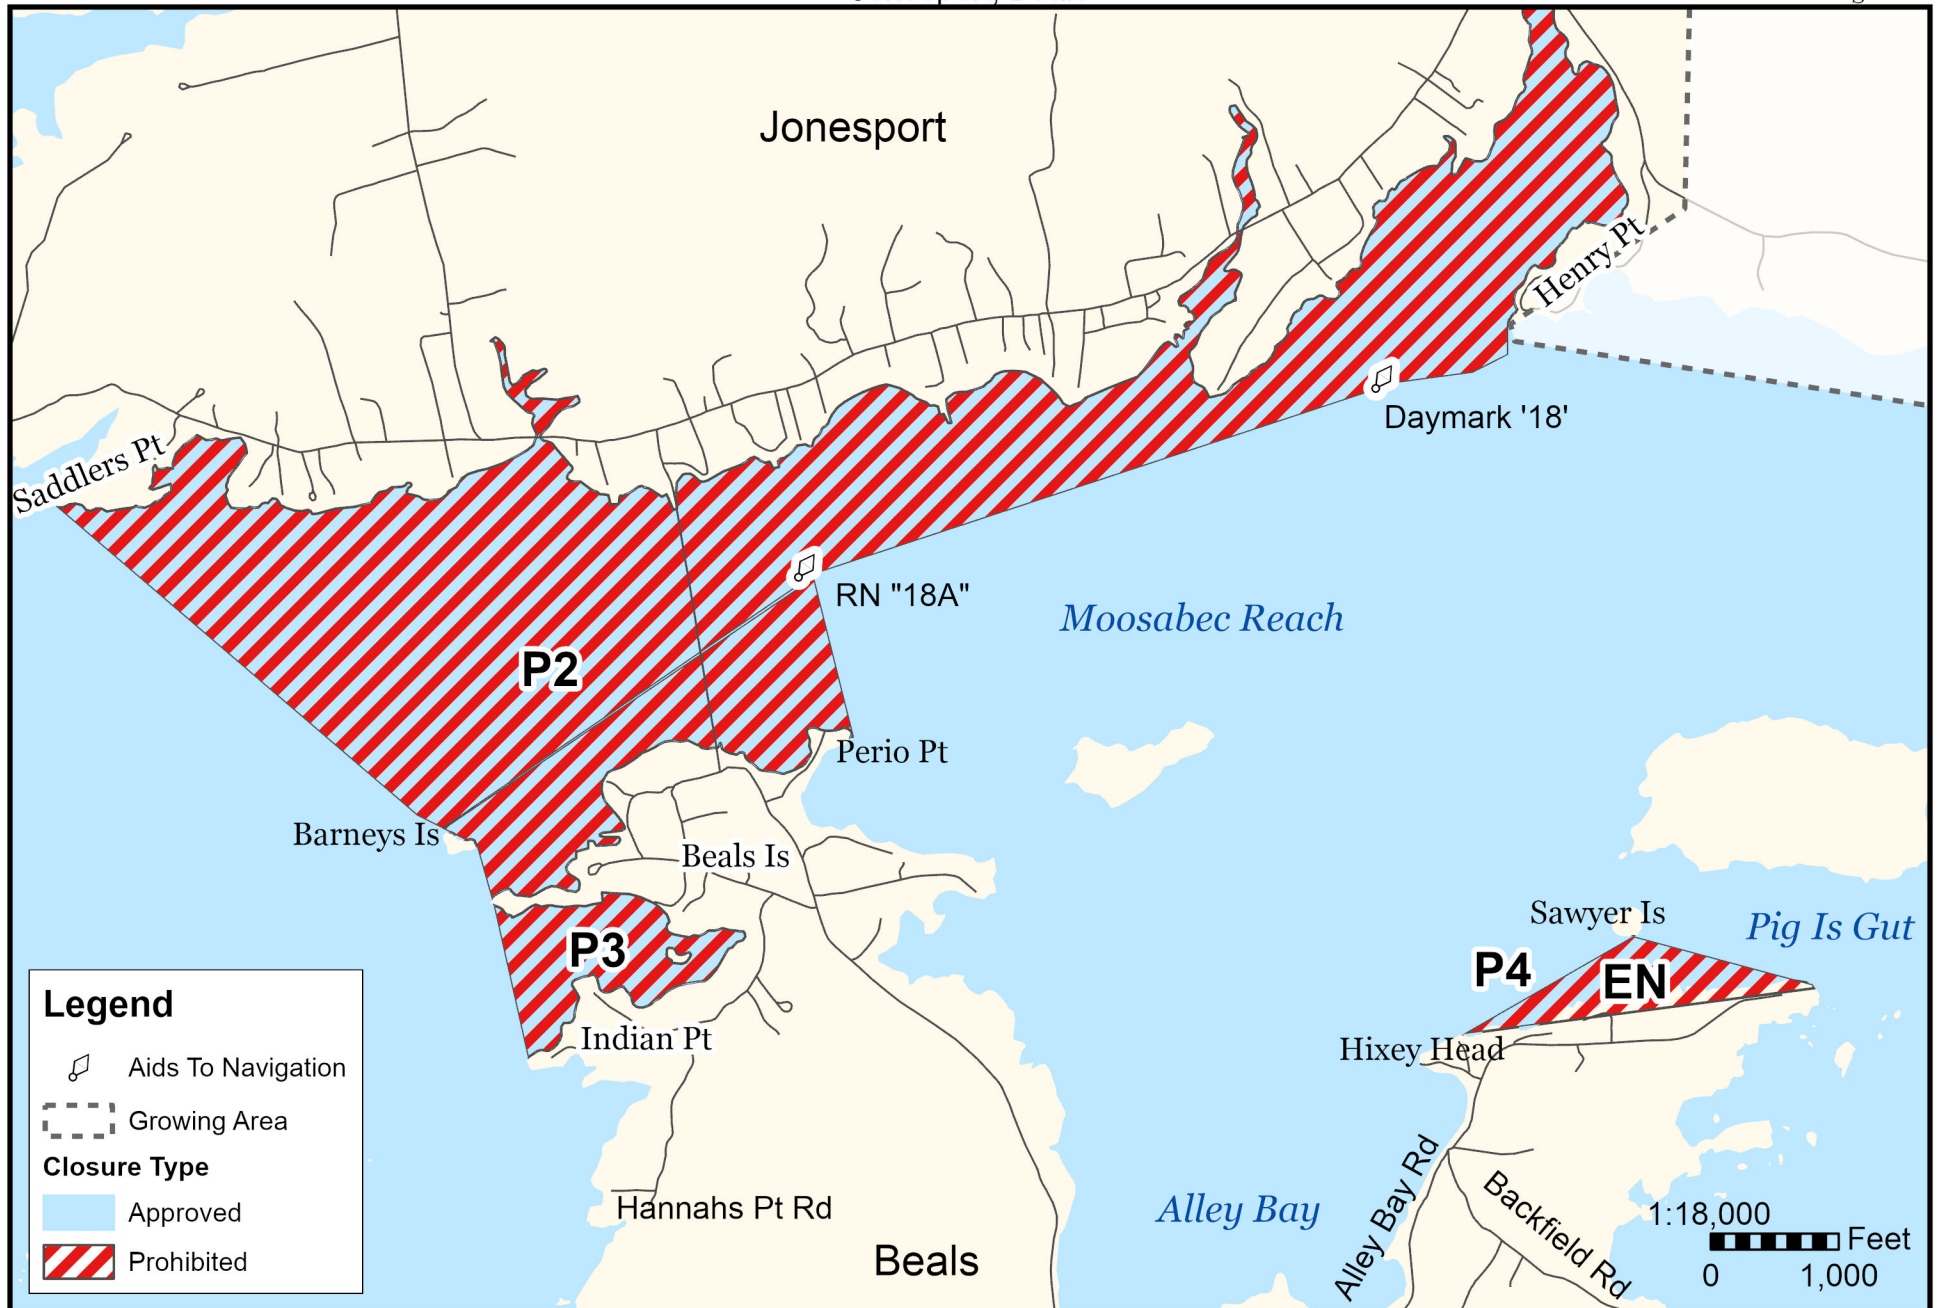 Jonesport
Henry Pt
Daymark '18'
Saddlers Pt
RN "18A"
Moosabec Reach
P2
Perio Pt
Barneys Is
Beals Is
Sawyer Is
Pig Is Gut
P3
P4
EN
Indian Pt
Hixey Head
Legend
Aids To Navigation
Growing Area
Closure Type
Approved
Prohibited
Hannahs Pt Rd
Beals
Alley Bay
Alley Bay Rd
Backfield Rd
1:18,000
Feet
0 1,000